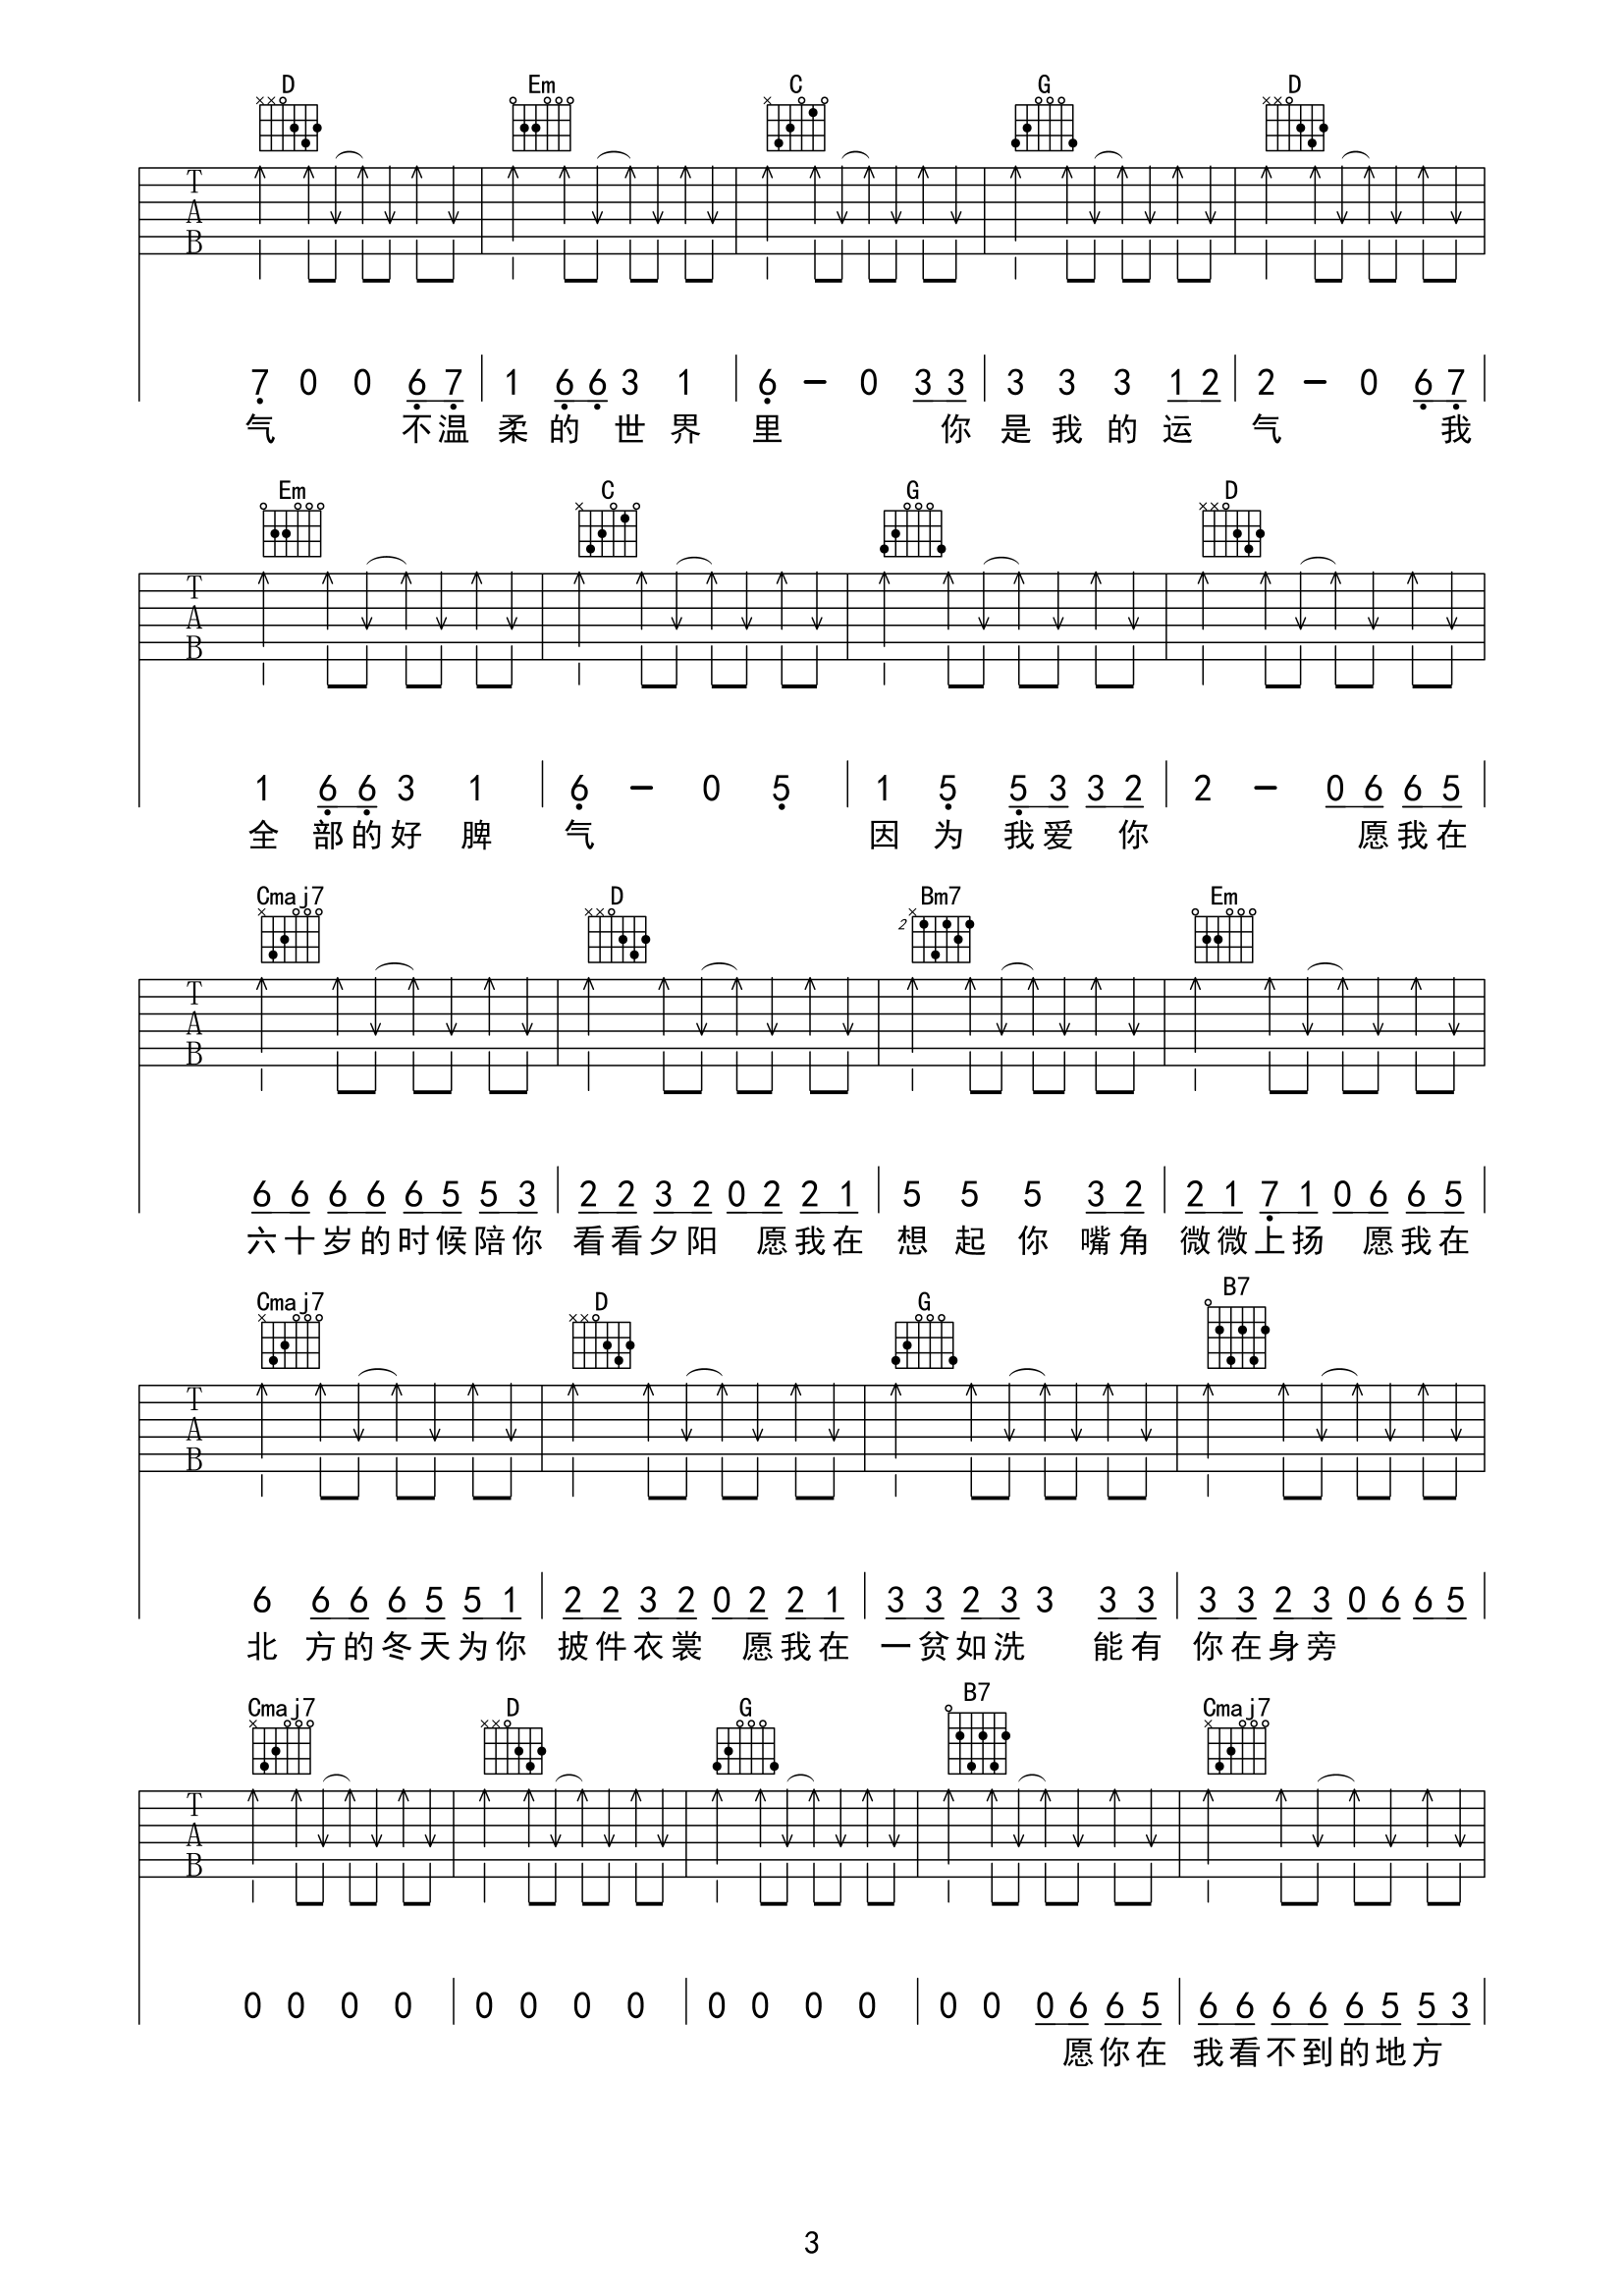 D Em C G D
T A B
7 0 0 6 7 | 1 6 6 3 1 | 6 – 0 3 3 | 3 3 3 1 2 | 2 – 0 6 7
气 不温 柔的世界 里 你 是我的运 气 我
Em C G D
T A B
1 6 6 3 1 | 6 – 0 5 | 1 5 5 3 3 2 | 2 – 0 6 6 5
全部的好脾 气 因为我爱你 愿我在
Cmaj7 D Bm7 Em
2
T A B
6 6 6 6 6 5 5 3 | 2 2 3 2 0 2 2 1 | 5 5 5 3 2 | 2 1 7 1 0 6 6 5
六十岁的时候陪你 看看夕阳 愿我在 想起你嘴角 微微上扬 愿我在
Cmaj7 D G B7
T A B
6 6 6 6 5 5 1 | 2 2 3 2 0 2 2 1 | 3 3 2 3 3 3 3 | 3 3 2 3 0 6 6 5
北方的冬天为你 披件衣裳 愿我在 一贫如洗 能有 你在身旁
Cmaj7 D G B7 Cmaj7
T A B
0 0 0 0 | 0 0 0 0 | 0 0 0 0 | 0 0 0 6 6 5 | 6 6 6 6 6 5 5 3
愿你在 我看不到的地方
3